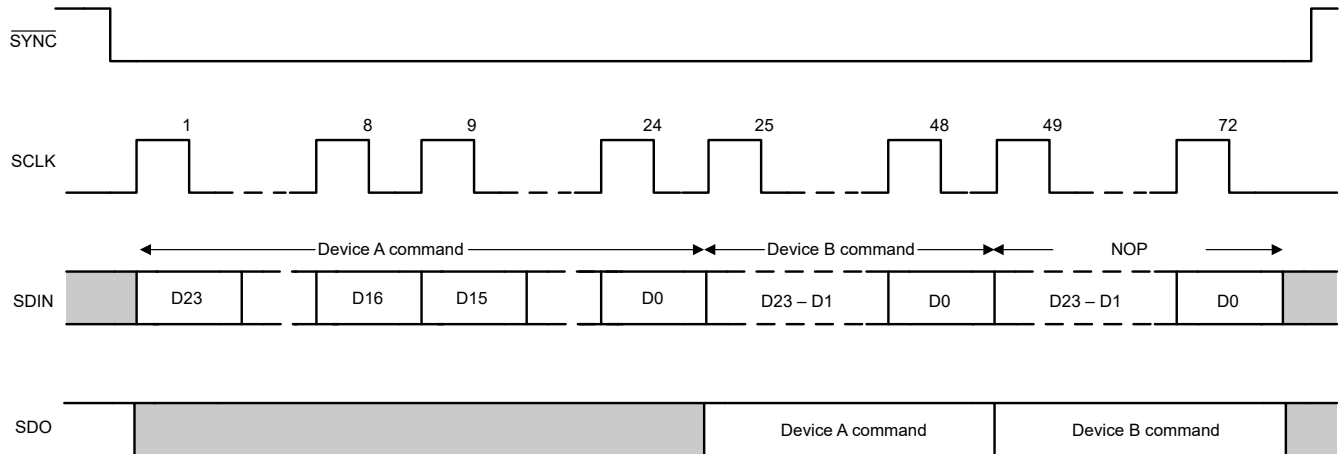 SYNC
1 8 9 24 25 48 49 72
SCLK
Device A command Device B command NOP
SDIN D23 D16 D15 D0 D23 – D1 D0 D23 – D1 D0
SDO Device A command Device B command